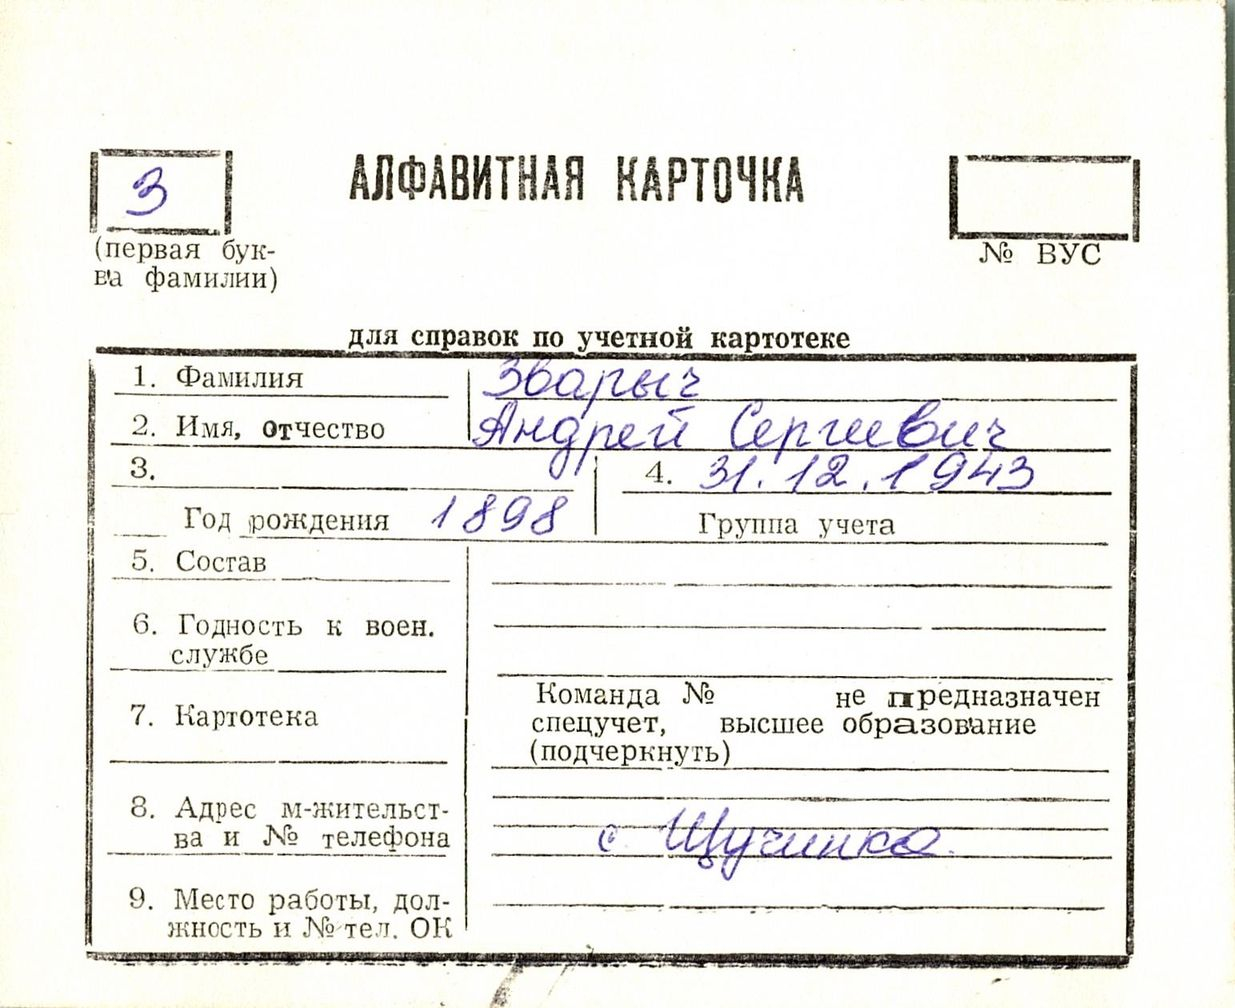 З
АЛФАВИТНАЯ КАРТОЧКА
(первая бук-
ва фамилии)
№ ВУС
для справок по учетной картотеке
1. Фамилия Зварыч
2. Имя, отчество Андрей Сергиевич
3.
4. 31.12.1943
Год рождения 1898
Группа учета
5. Состав
6. Годность к воен.
службе
7. Картотека
Команда № не предназначен
спецучет, высшее образование
(подчеркнуть)
8. Адрес м-жительст-
ва и № телефона
с. Щучинка
9. Место работы, дол-
жность и № тел. ОК